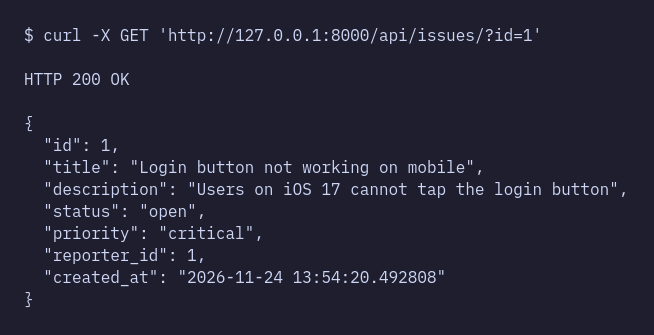 $ curl -X GET 'http://127.0.0.1:8000/api/issues/?id=1'
HTTP 200 OK
{
  "id": 1,
  "title": "Login button not working on mobile",
  "description": "Users on iOS 17 cannot tap the login button",
  "status": "open",
  "priority": "critical",
  "reporter_id": 1,
  "created_at": "2026-11-24 13:54:20.492808"
}